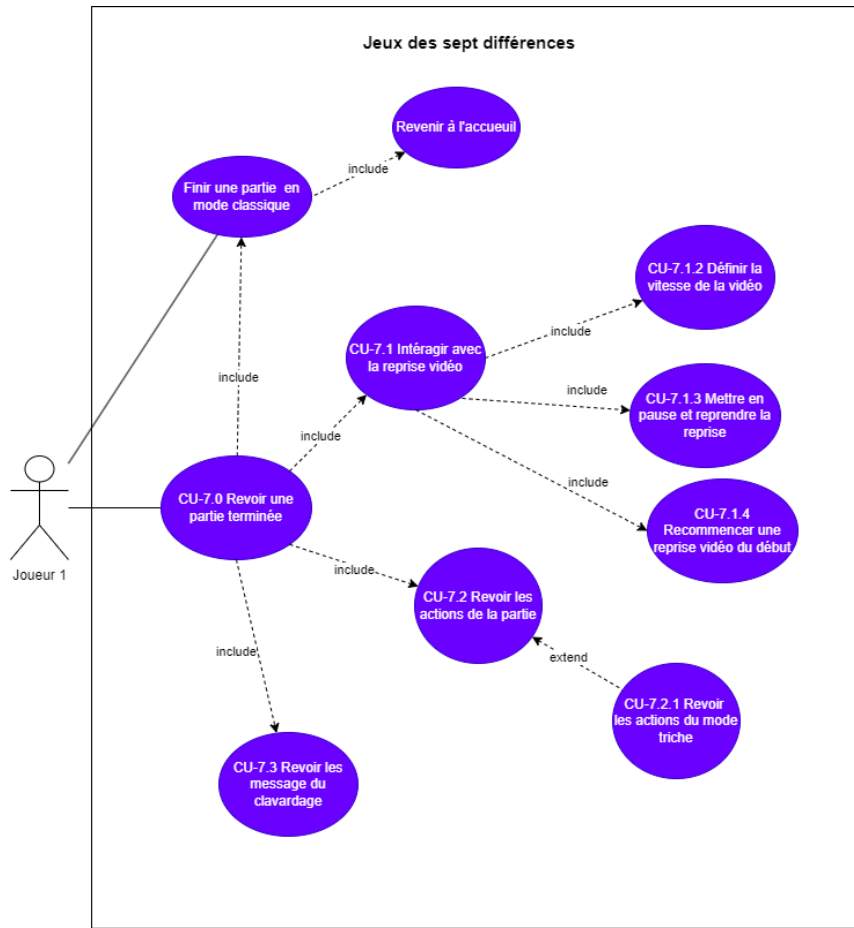 Jeux des sept différences
Revenir à l'accueuil
include
Finir une partie en
mode classique
CU-7.1.2 Définir la
vitesse de la vidéo
include
CU-7.1 Intéragir avec
la reprise vidéo
include
include
CU-7.1.3 Mettre en
pause et reprendre la
reprise
include
include
CU-7.0 Revoir une
partie terminée
CU-7.1.4
Recommencer une
reprise vidéo du début
Joueur 1
include
CU-7.2 Revoir les
actions de la partie
include
extend
CU-7.2.1 Revoir
les actions du mode
triche
CU-7.3 Revoir les
message du
clavardage